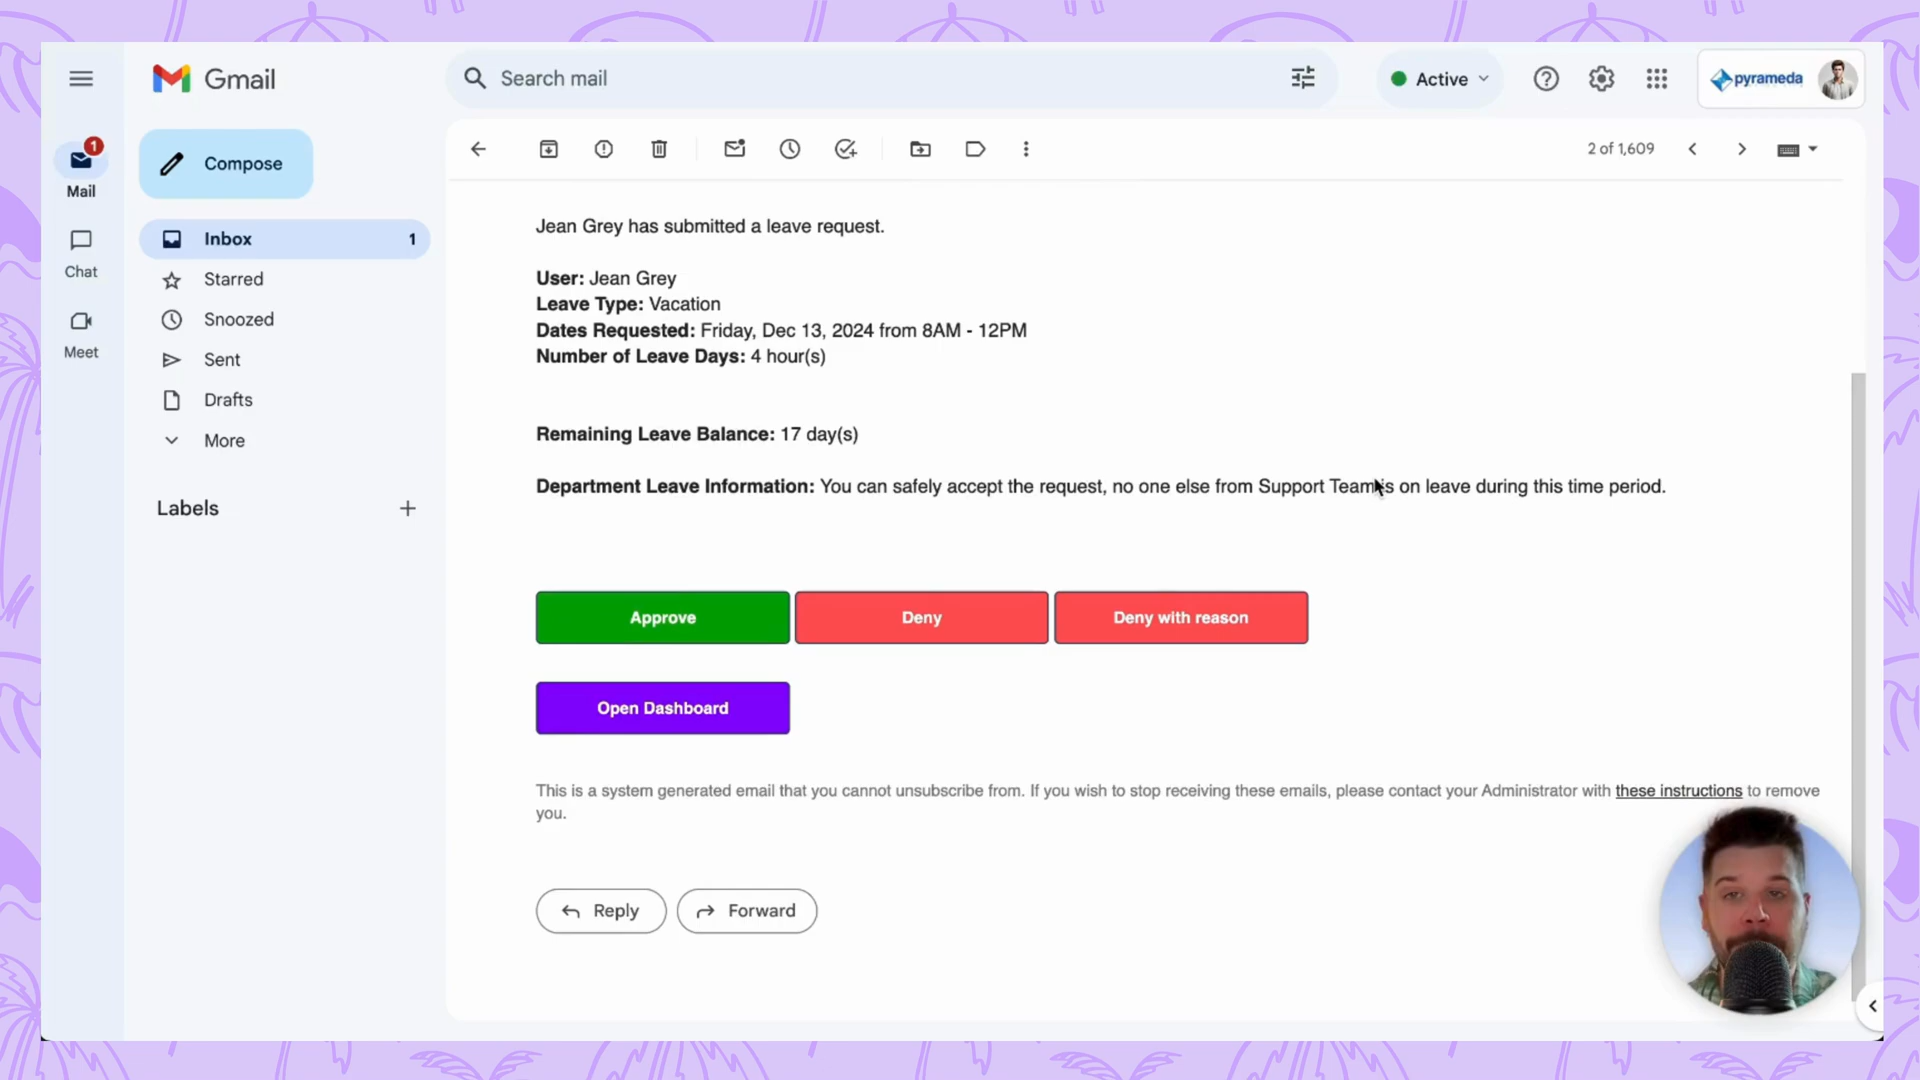 Gmail
Search mail
Active
pyrameda
1
Mail
Compose
2 of 1,609
Inbox 1
Chat
Starred
Snoozed
Meet
Sent
Drafts
More
Labels
Jean Grey has submitted a leave request.
User: Jean Grey
Leave Type: Vacation
Dates Requested: Friday, Dec 13, 2024 from 8AM - 12PM
Number of Leave Days: 4 hour(s)
Remaining Leave Balance: 17 day(s)
Department Leave Information: You can safely accept the request, no one else from Support Team is on leave during this time period.
Approve
Deny
Deny with reason
Open Dashboard
This is a system generated email that you cannot unsubscribe from. If you wish to stop receiving these emails, please contact your Administrator with these instructions to remove
you.
Reply
Forward